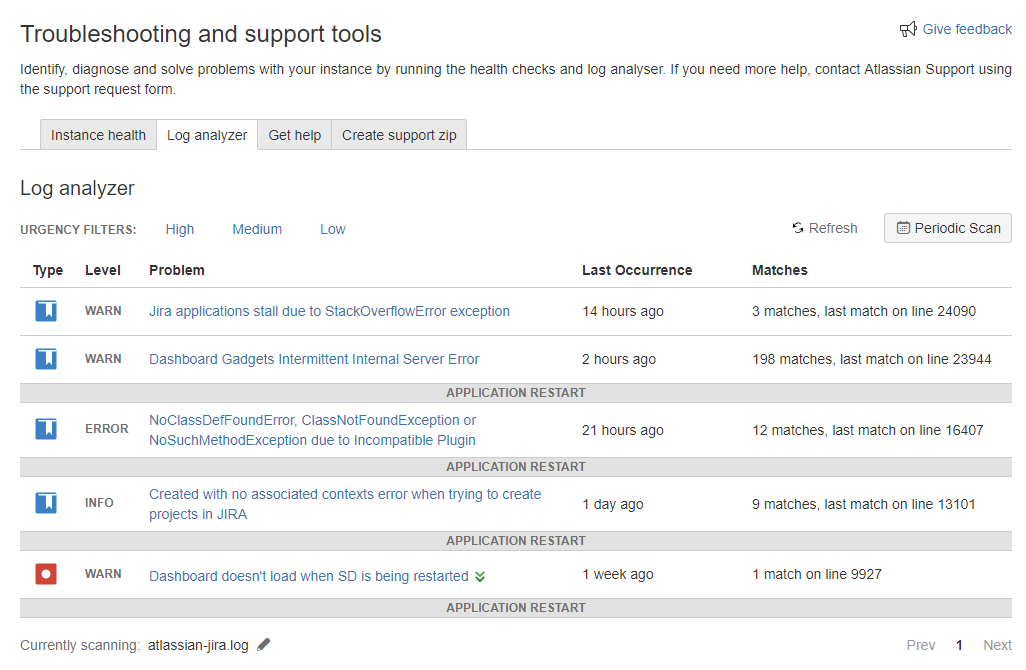 Troubleshooting and support tools
Give feedback
Identify, diagnose and solve problems with your instance by running the health checks and log analyser. If you need more help, contact Atlassian Support using
the support request form.
Instance health Log analyzer Get help Create support zip
Log analyzer
URGENCY FILTERS: High Medium Low Refresh Periodic Scan
Type Level Problem Last Occurrence Matches
WARN Jira applications stall due to StackOverflowError exception 14 hours ago 3 matches, last match on line 24090
WARN Dashboard Gadgets Intermittent Internal Server Error 2 hours ago 198 matches, last match on line 23944
APPLICATION RESTART
ERROR NoClassDefFoundError, ClassNotFoundException or
NoSuchMethodException due to Incompatible Plugin 21 hours ago 12 matches, last match on line 16407
APPLICATION RESTART
INFO Created with no associated contexts error when trying to create
projects in JIRA 1 day ago 9 matches, last match on line 13101
APPLICATION RESTART
WARN Dashboard doesn't load when SD is being restarted 1 week ago 1 match on line 9927
APPLICATION RESTART
Currently scanning: atlassian-jira.log Prev 1 Next